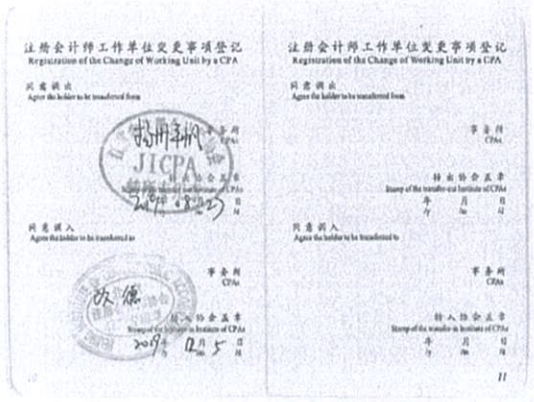 注册会计师工作单位变更事项登记
Registration of the Change of Working Unit by a CPA
同意调出
Agree the holder to be transferred from
事务所
CPAs
JICPA
转出协会盖章
Stamp of the transfer-out Institute of CPAs
年 月 日
/y /m /d
同意调入
Agree the holder to be transferred to
事务所
CPAs
转入协会盖章
Stamp of the transfer-in Institute of CPAs
2019年12月5日
/y /m /d
10
注册会计师工作单位变更事项登记
Registration of the Change of Working Unit by a CPA
同意调出
Agree the holder to be transferred from
事务所
CPAs
转出协会盖章
Stamp of the transfer-out Institute of CPAs
年 月 日
/y /m /d
同意调入
Agree the holder to be transferred to
事务所
CPAs
转入协会盖章
Stamp of the transfer-in Institute of CPAs
年 月 日
/y /m /d
11